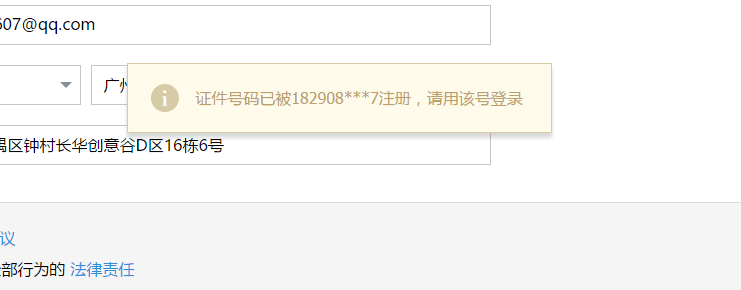 607@qq.com
广州
证件号码已被182908***7注册，请用该号登录
禺区钟村长华创意谷D区16栋6号
议
全部行为的 法律责任